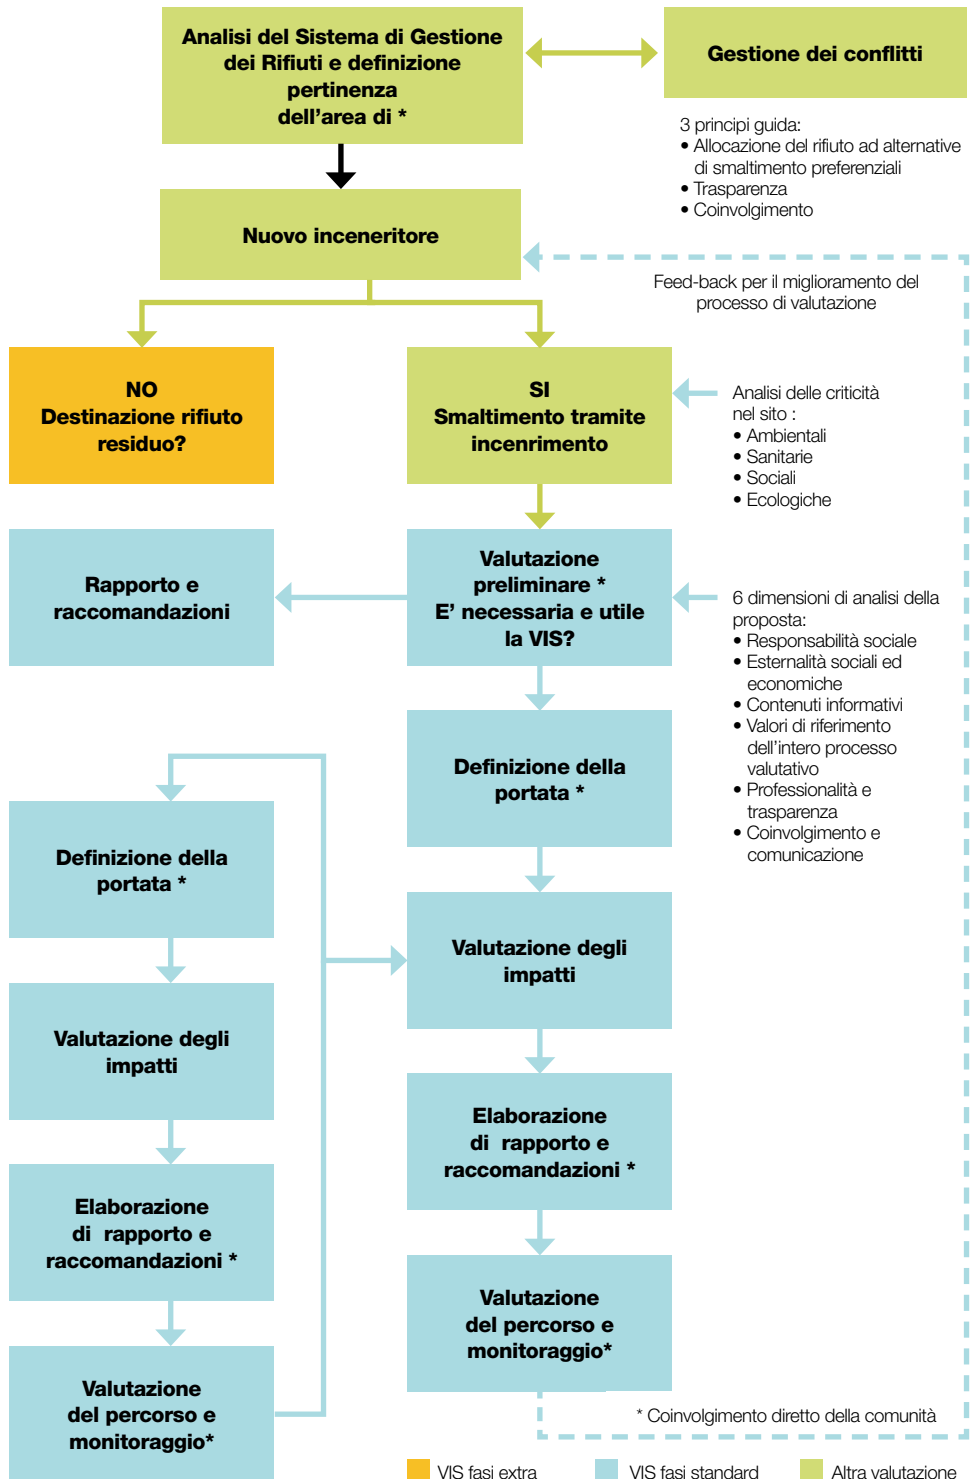 Analisi del Sistema di Gestione
dei Rifiuti e definizione
pertinenza
dell'area di *
Gestione dei conflitti
3 principi guida:
• Allocazione del rifiuto ad alternative
di smaltimento preferenziali
• Trasparenza
• Coinvolgimento
Nuovo inceneritore
Feed-back per il miglioramento del
processo di valutazione
NO
Destinazione rifiuto
residuo?
SI
Smaltimento tramite
incenrimento
Analisi delle criticità
nel sito :
• Ambientali
• Sanitarie
• Sociali
• Ecologiche
Rapporto e
raccomandazioni
Valutazione
preliminare *
E' necessaria e utile
la VIS?
6 dimensioni di analisi della
proposta:
• Responsabilità sociale
• Esternalità sociali ed
economiche
• Contenuti informativi
• Valori di riferimento
dell'intero processo
valutativo
• Professionalità e
trasparenza
• Coinvolgimento e
comunicazione
Definizione della
portata *
Definizione della
portata *
Valutazione degli
impatti
Valutazione degli
impatti
Elaborazione
di rapporto e
raccomandazioni *
Elaborazione
di rapporto e
raccomandazioni *
Valutazione
del percorso e
monitoraggio*
Valutazione
del percorso e
monitoraggio*
* Coinvolgimento diretto della comunità
VIS fasi extra
VIS fasi standard
Altra valutazione